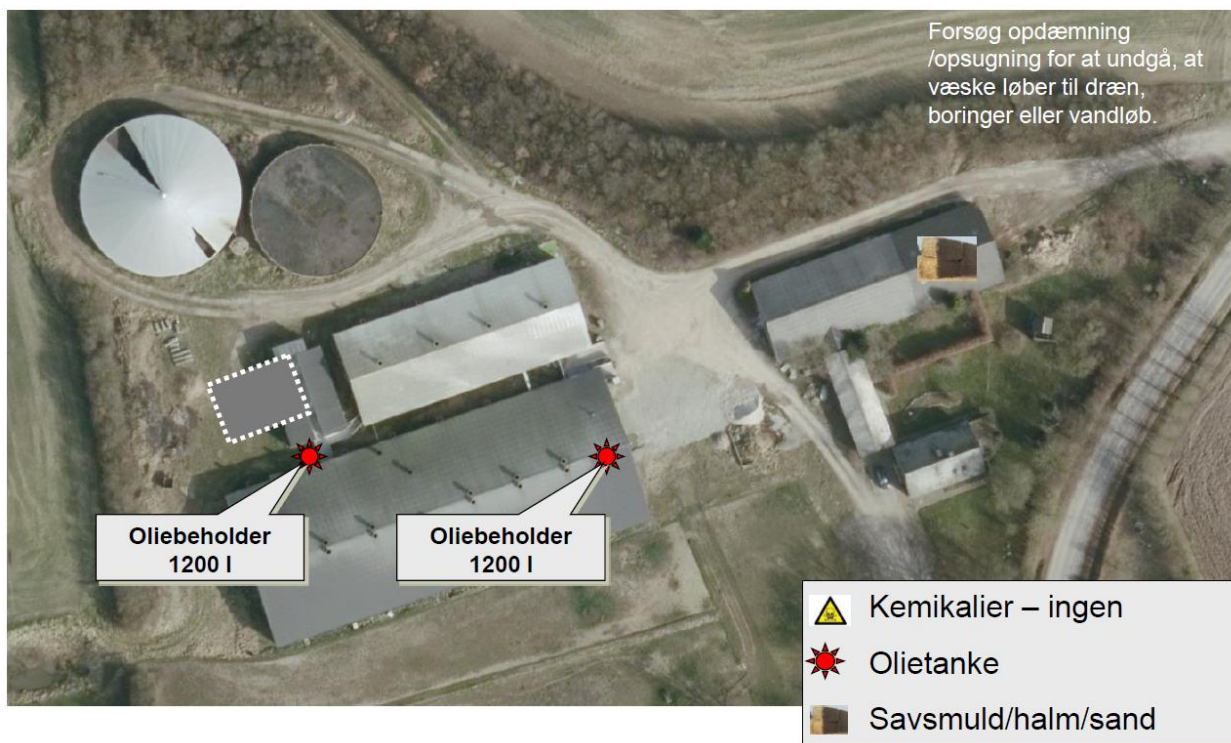 Forsøg opdæmning
/opsugning for at undgå, at
væske løber til dræn,
boringer eller vandløb.
Oliebeholder
1200 l
Oliebeholder
1200 l
Kemikalier – ingen
Olietanke
Savsmuld/halm/sand